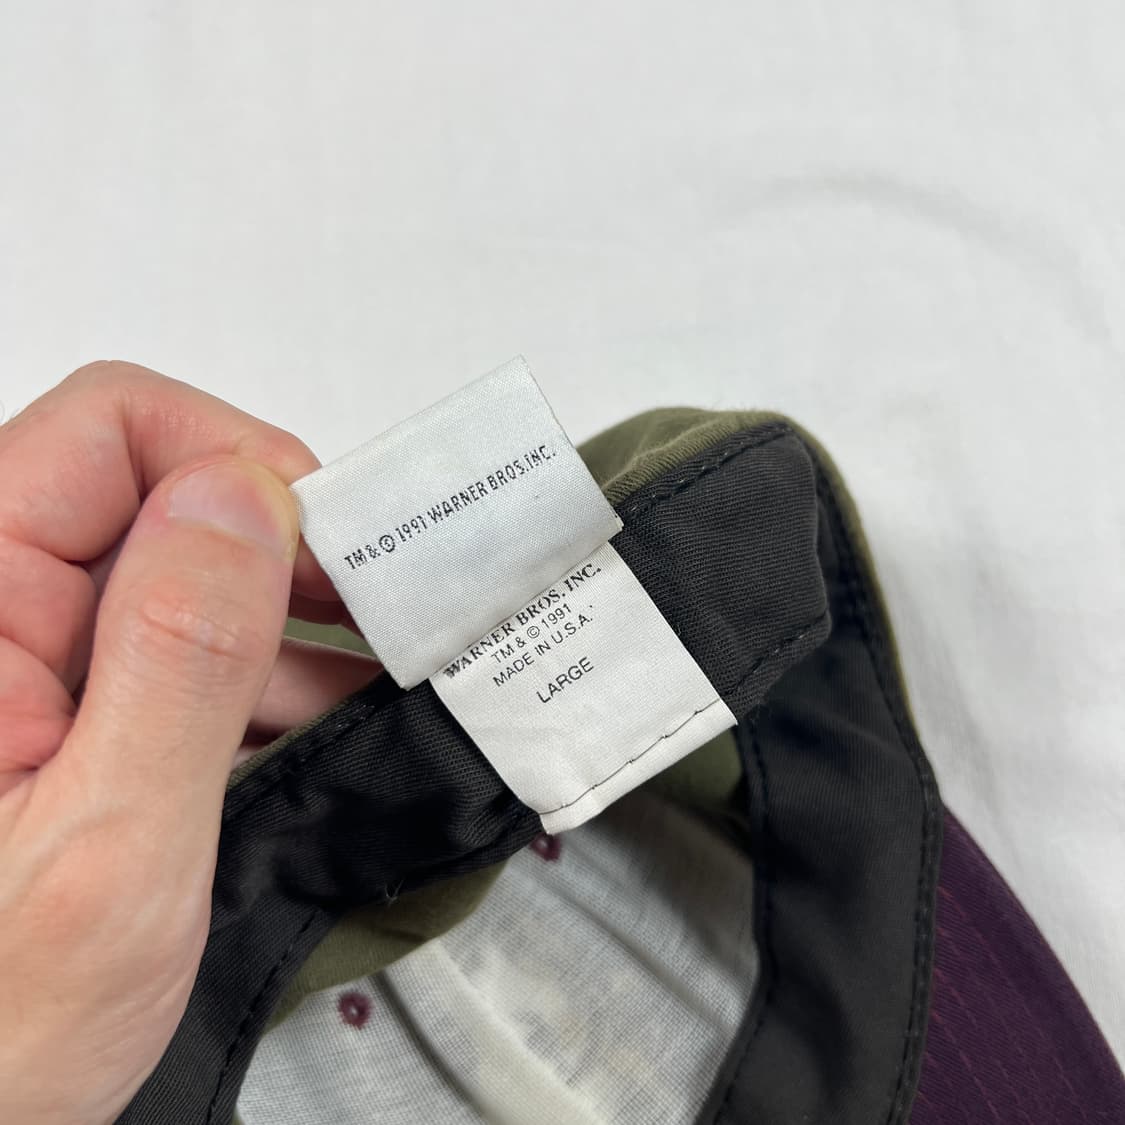 TM & © 1991 WARNER BROS. INC.
WARNER BROS. INC.
TM & © 1991
MADE IN U.S.A.
LARGE